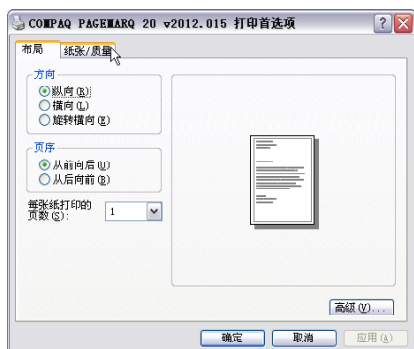 COMPAQ PAGEMARQ 20 v2012.015 打印首选项
布局 纸张/质量
方向
纵向(R)
横向(L)
旋转横向(E)
页序
从前向后(U)
从后向前(B)
每张纸打印的
页数(S): 1
高级(V)...
确定 取消 应用(A)